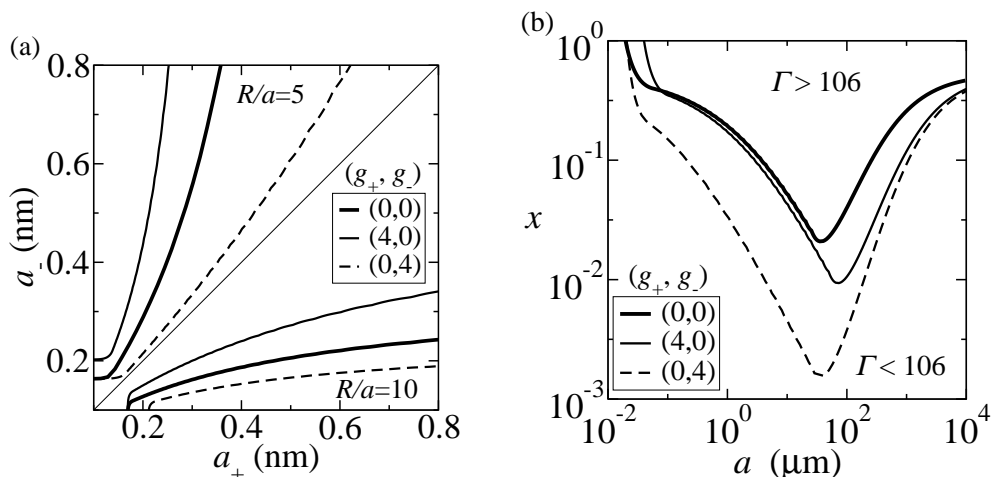 (a)
0.8
0.6
0.4
0.2
a- (nm)
R/a=5
(g+, g-)
(0,0)
(4,0)
(0,4)
R/a=10
0.2 0.4 0.6 0.8
a+ (nm)
(b)
10^0
10^-1
10^-2
10^-3
x
Γ > 106
(g+, g-)
(0,0)
(4,0)
(0,4)
Γ < 106
10^-2 10^0 10^2 10^4
a (μm)